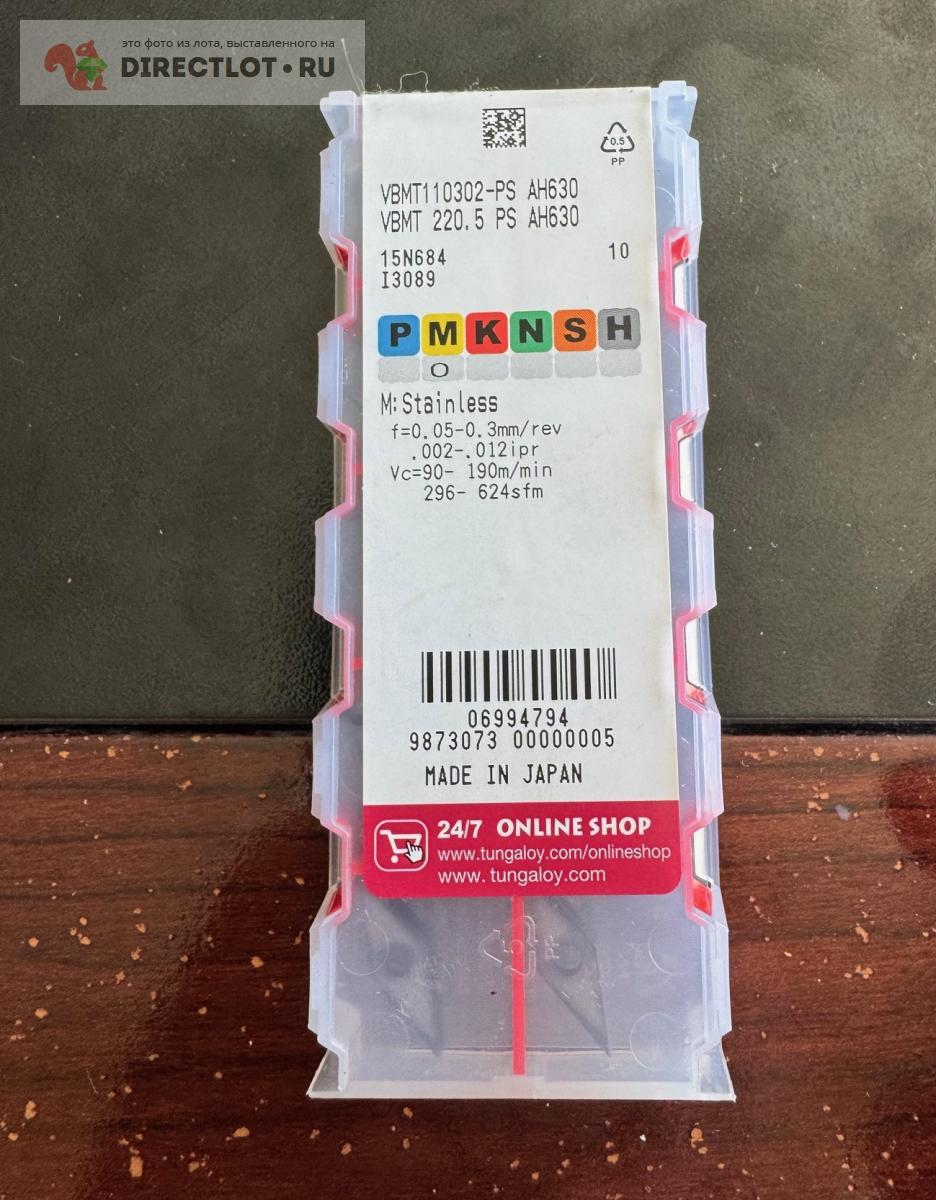 это фото из лота, выставленного на
DIRECTLOT•RU
0.5
PP
VBMT110302-PS AH630
VBMT 220.5 PS AH630
15N684 10
I3089
P M K N S H
O
M:Stainless
f=0.05-0.3mm/rev
.002-.012ipr
Vc=90- 190m/min
296- 624sfm
06994794
9873073 00000005
MADE IN JAPAN
24/7 ONLINE SHOP
www.tungaloy.com/onlineshop
www.tungaloy.com
5
PP